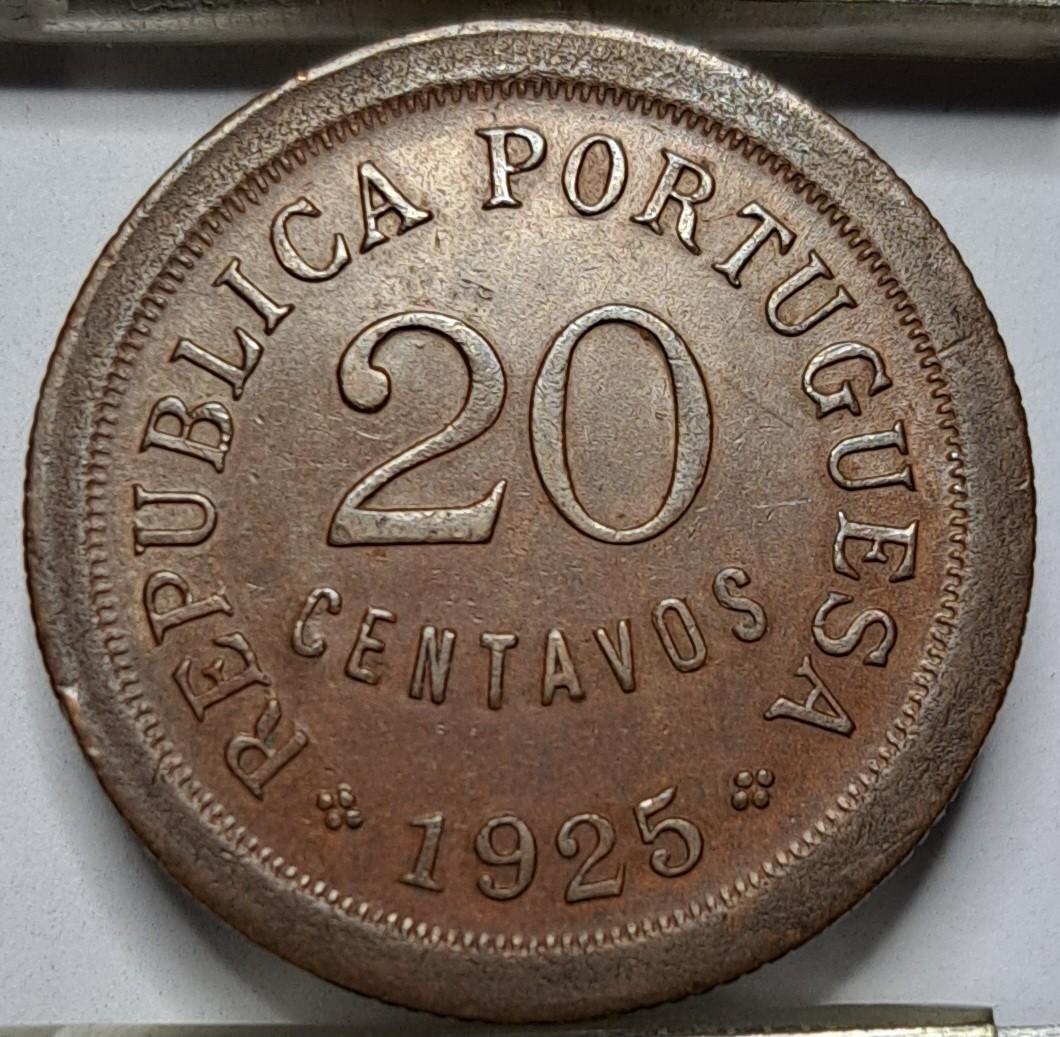 REPUBLICA PORTUGUESA
20
CENTAVOS
1925